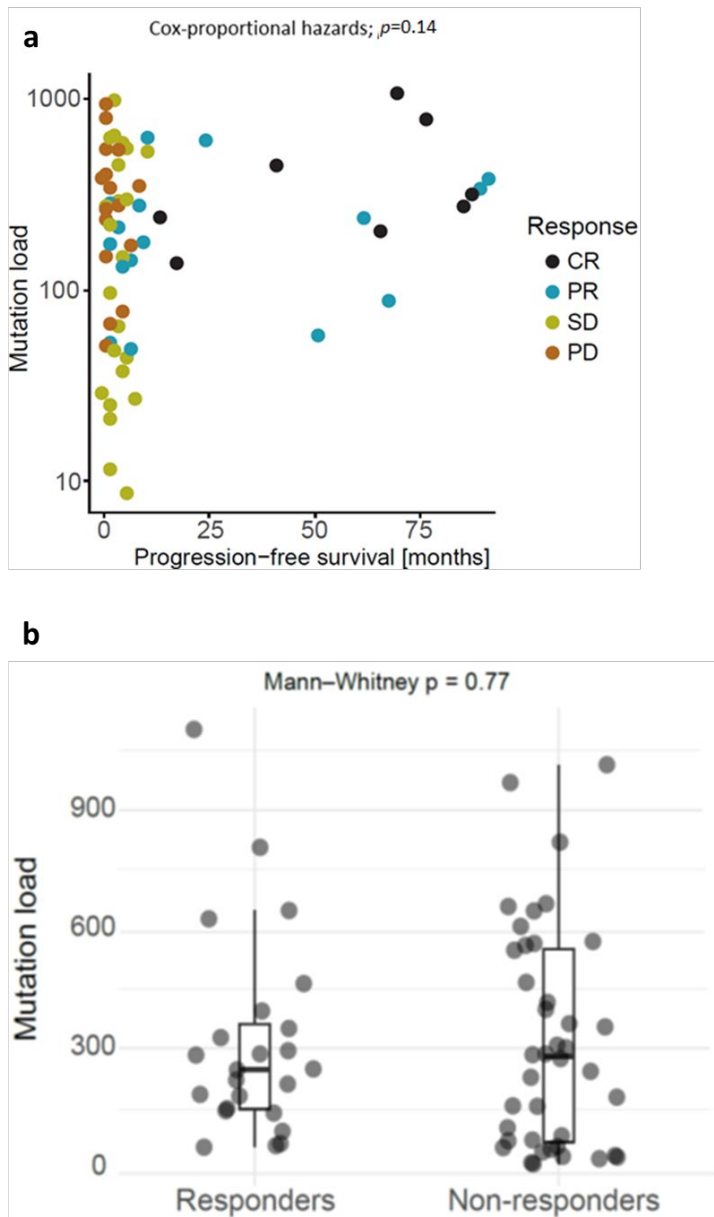 a
Cox-proportional hazards; p=0.14
1000
100
10
Mutation load
0 25 50 75
Progression-free survival [months]
Response
CR
PR
SD
PD
b
Mann–Whitney p = 0.77
900
600
300
0
Mutation load
Responders Non-responders